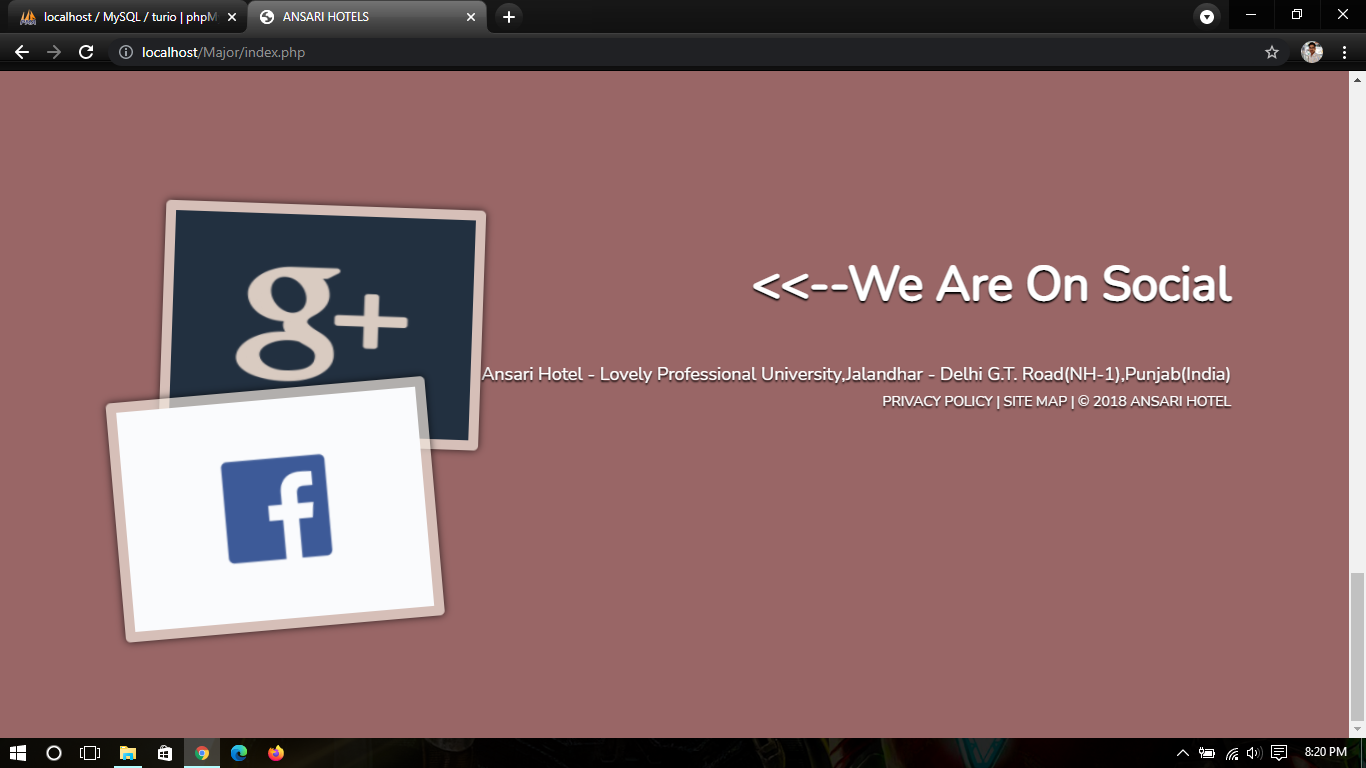 localhost / MySQL / turio | phpM
ANSARI HOTELS
localhost/Major/index.php
g+
<<--We Are On Social
Ansari Hotel - Lovely Professional University,Jalandhar - Delhi G.T. Road(NH-1),Punjab(India)
PRIVACY POLICY | SITE MAP | © 2018 ANSARI HOTEL
f
8:20 PM